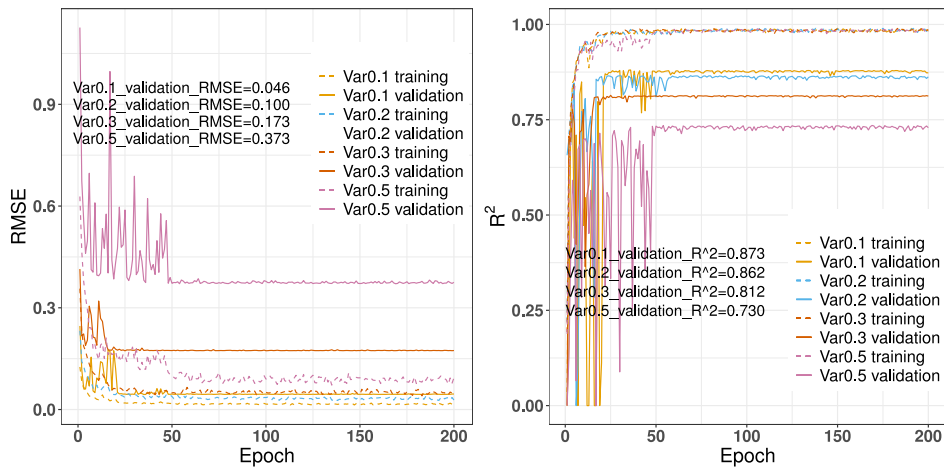 RMSE
0.9
0.6
0.3
0.0
Var0.1_validation_RMSE=0.046
Var0.2_validation_RMSE=0.100
Var0.3_validation_RMSE=0.173
Var0.5_validation_RMSE=0.373
Var0.1 training
Var0.1 validation
Var0.2 training
Var0.2 validation
Var0.3 training
Var0.3 validation
Var0.5 training
Var0.5 validation
0 50 100 150 200
Epoch
R²
1.00
0.75
0.50
0.25
0.00
Var0.1_validation_R^2=0.873
Var0.2_validation_R^2=0.862
Var0.3_validation_R^2=0.812
Var0.5_validation_R^2=0.730
Var0.1 training
Var0.1 validation
Var0.2 training
Var0.2 validation
Var0.3 training
Var0.3 validation
Var0.5 training
Var0.5 validation
0 50 100 150 200
Epoch